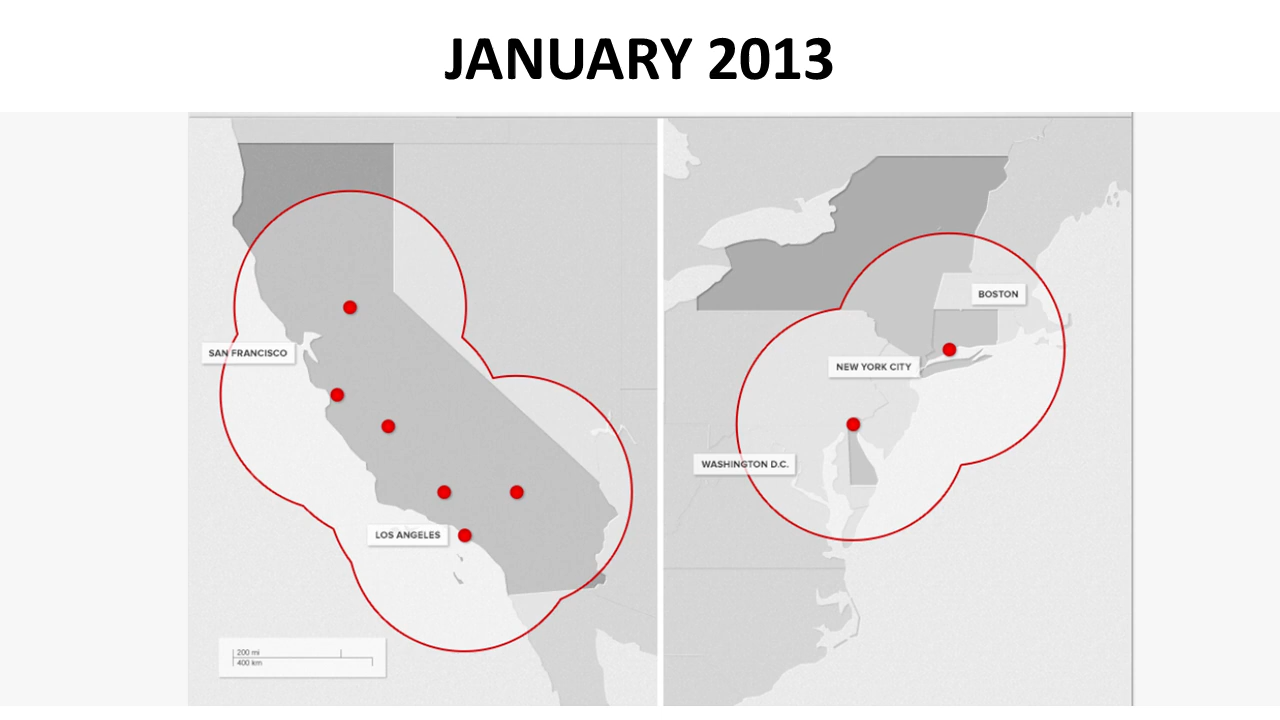 JANUARY 2013
SAN FRANCISCO
LOS ANGELES
200 mi
400 km
BOSTON
NEW YORK CITY
WASHINGTON D.C.